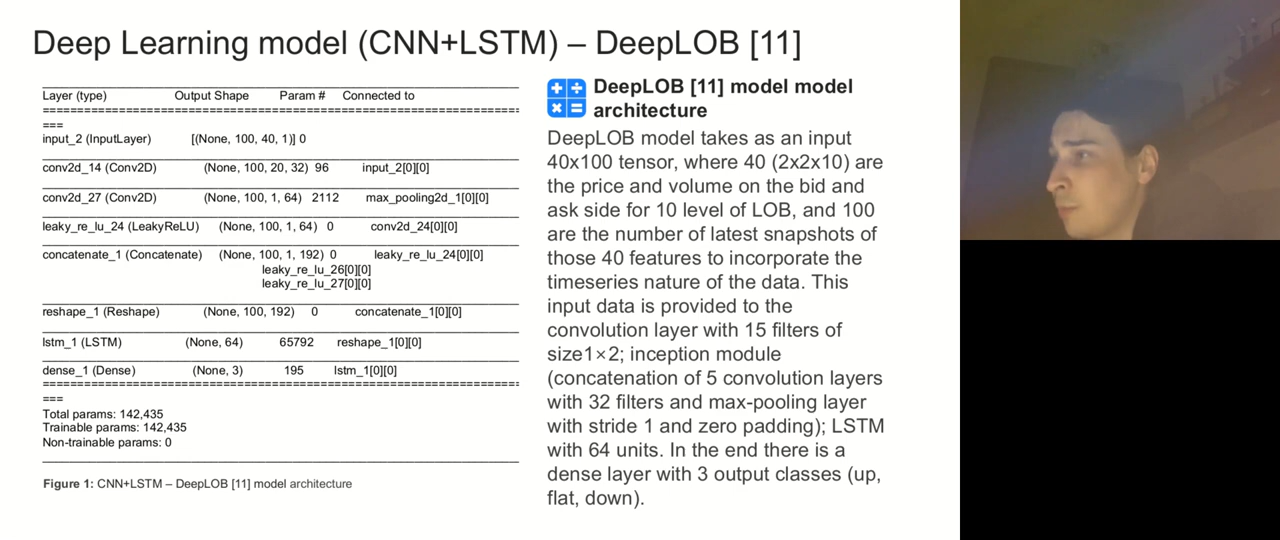 Deep Learning model (CNN+LSTM) – DeepLOB [11]
Layer (type) Output Shape Param # Connected to
==================================================================
===
input_2 (InputLayer) [(None, 100, 40, 1)] 0
conv2d_14 (Conv2D) (None, 100, 20, 32) 96 input_2[0][0]
conv2d_27 (Conv2D) (None, 100, 1, 64) 2112 max_pooling2d_1[0][0]
leaky_re_lu_24 (LeakyReLU) (None, 100, 1, 64) 0 conv2d_24[0][0]
concatenate_1 (Concatenate) (None, 100, 1, 192) 0 leaky_re_lu_24[0][0]
leaky_re_lu_26[0][0]
leaky_re_lu_27[0][0]
reshape_1 (Reshape) (None, 100, 192) 0 concatenate_1[0][0]
lstm_1 (LSTM) (None, 64) 65792 reshape_1[0][0]
dense_1 (Dense) (None, 3) 195 lstm_1[0][0]
==================================================================
===
Total params: 142,435
Trainable params: 142,435
Non-trainable params: 0
Figure 1: CNN+LSTM – DeepLOB [11] model architecture
DeepLOB [11] model model
architecture
DeepLOB model takes as an input
40x100 tensor, where 40 (2x2x10) are
the price and volume on the bid and
ask side for 10 level of LOB, and 100
are the number of latest snapshots of
those 40 features to incorporate the
timeseries nature of the data. This
input data is provided to the
convolution layer with 15 filters of
size1×2; inception module
(concatenation of 5 convolution layers
with 32 filters and max-pooling layer
with stride 1 and zero padding); LSTM
with 64 units. In the end there is a
dense layer with 3 output classes (up,
flat, down).